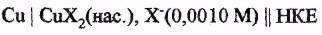 Cu | CuX₂(нас.), X⁻(0,0010 М) || НКЕ